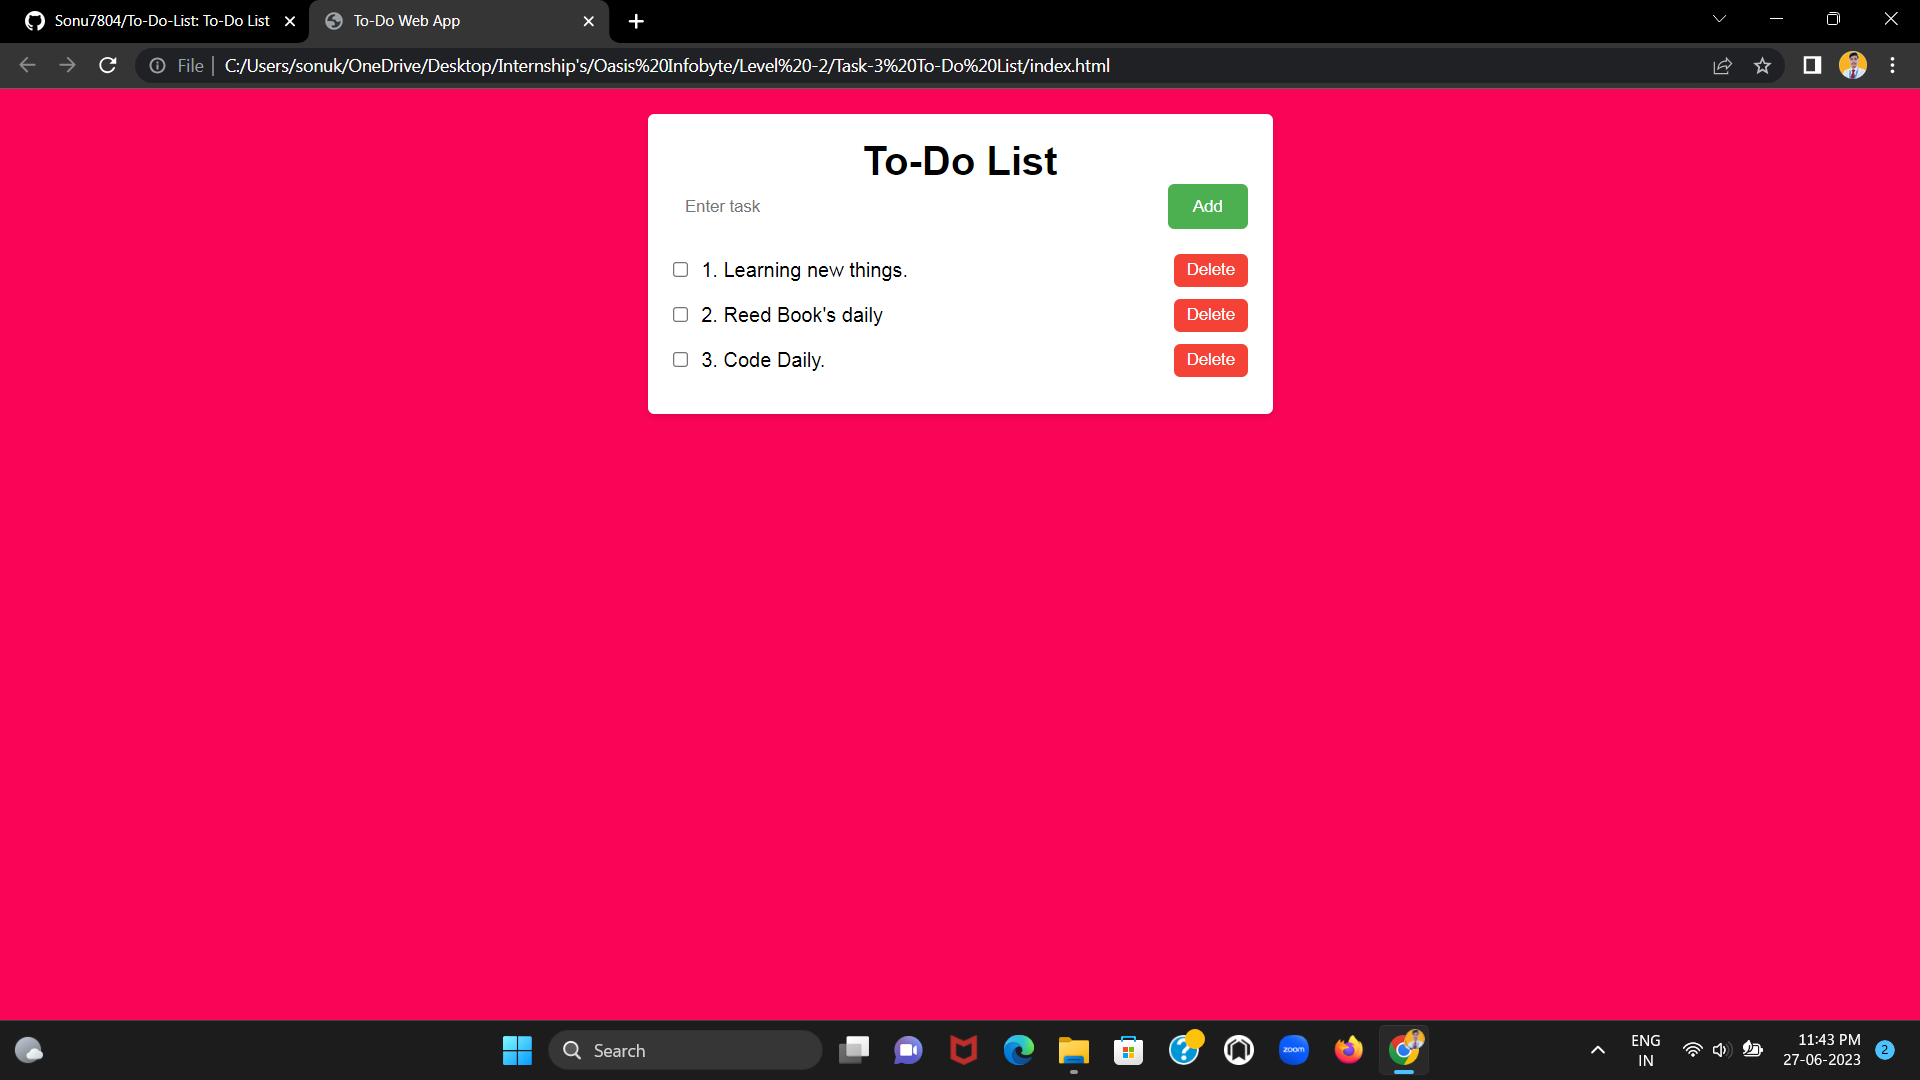 Sonu7804/To-Do-List: To-Do List
To-Do Web App
File
C:/Users/sonuk/OneDrive/Desktop/Internship's/Oasis%20Infobyte/Level%20-2/Task-3%20To-Do%20List/index.html
To-Do List
Enter task
Add
1. Learning new things.
Delete
2. Reed Book's daily
Delete
3. Code Daily.
Delete
Search
zoom
ENG
IN
11:43 PM
27-06-2023
2